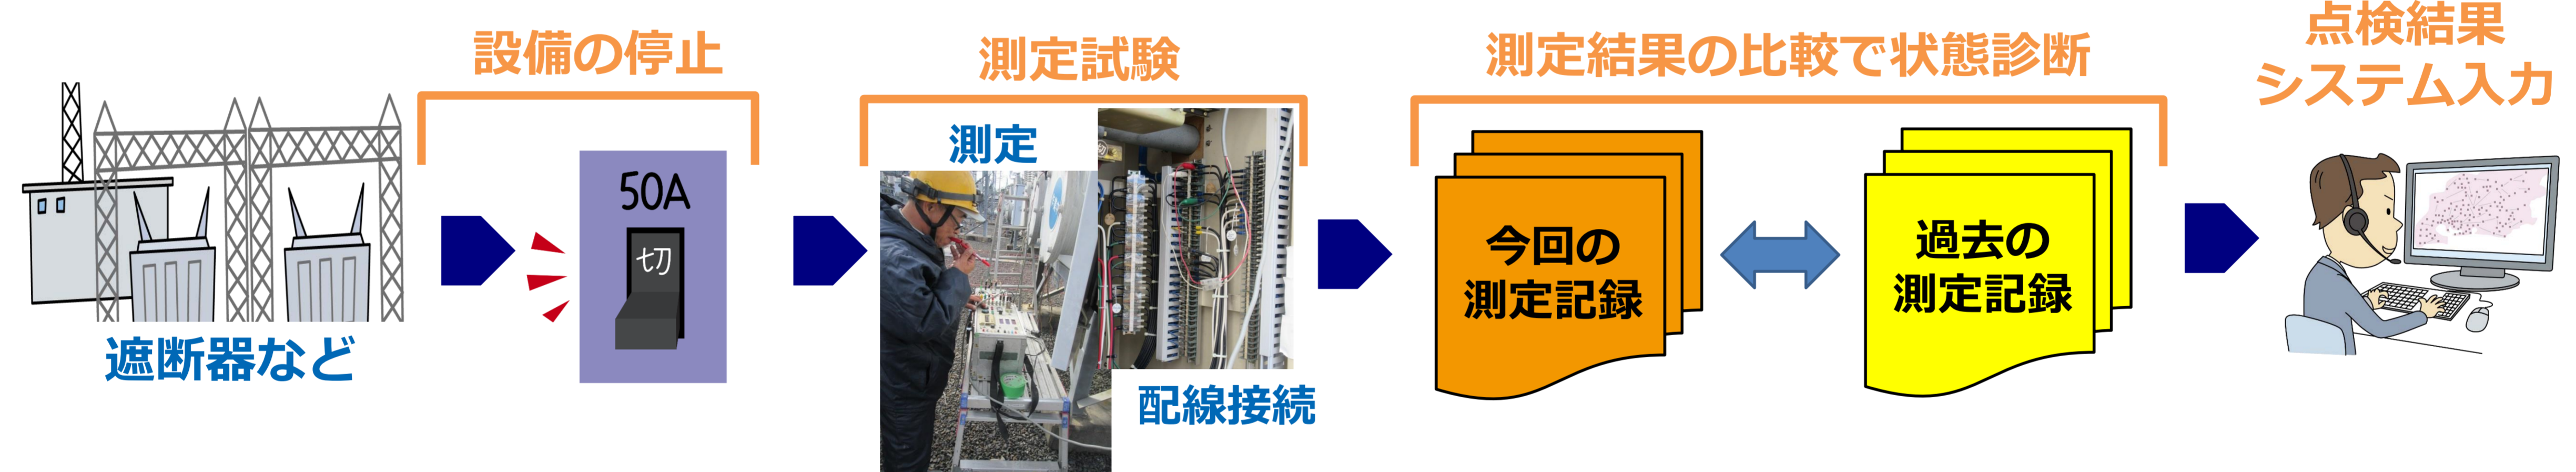 遮断器など
設備の停止
50A
切
測定試験
測定
配線接続
測定結果の比較で状態診断
今回の
測定記録
過去の
測定記録
点検結果
システム入力